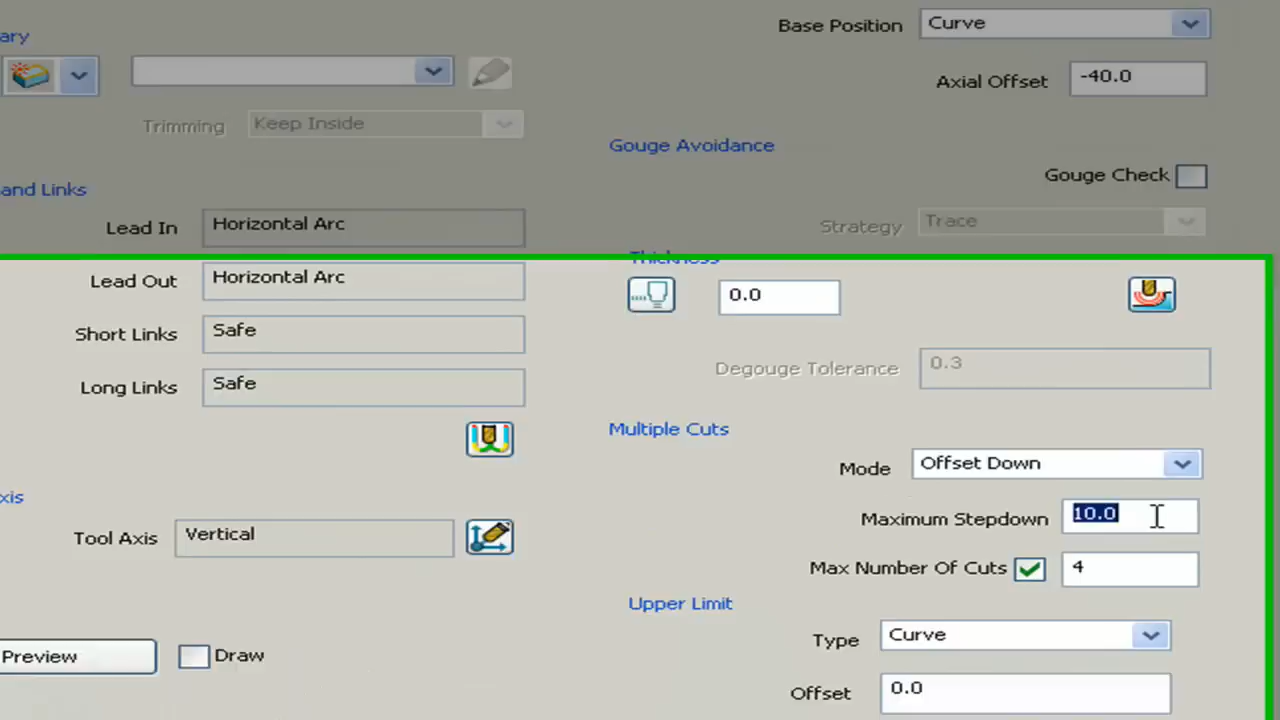 ary
Trimming
Keep Inside
and Links
Lead In
Horizontal Arc
Lead Out
Horizontal Arc
Short Links
Safe
Long Links
Safe
xis
Tool Axis
Vertical
Preview
Draw
Base Position
Curve
Axial Offset
-40.0
Gouge Avoidance
Gouge Check
Strategy
Trace
Thickness
0.0
Degouge Tolerance
0.3
Multiple Cuts
Mode
Offset Down
Maximum Stepdown
10.0
Max Number Of Cuts
4
Upper Limit
Type
Curve
Offset
0.0